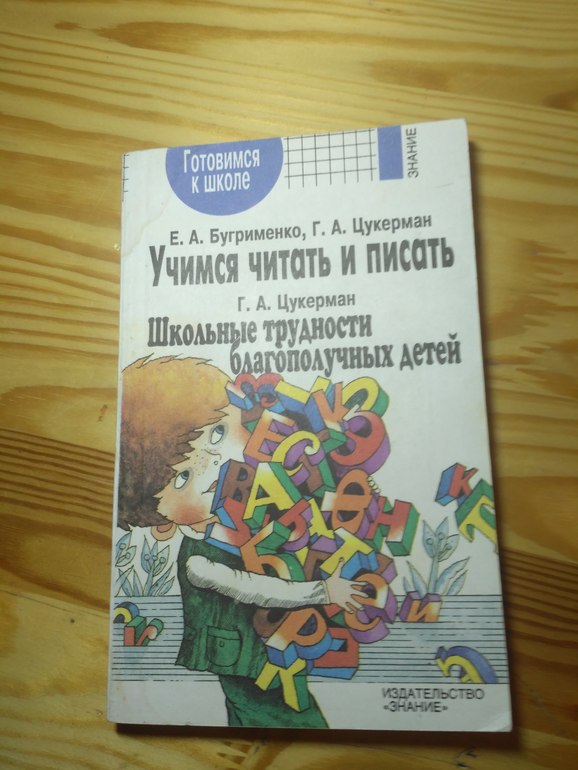 Готовимся
к школе
ЗНАНИЕ
Е. А. Бугрименко, Г. А. Цукерман
Учимся читать и писать
Г. А. Цукерман
Школьные трудности
благополучных детей
ИЗДАТЕЛЬСТВО
«ЗНАНИЕ»